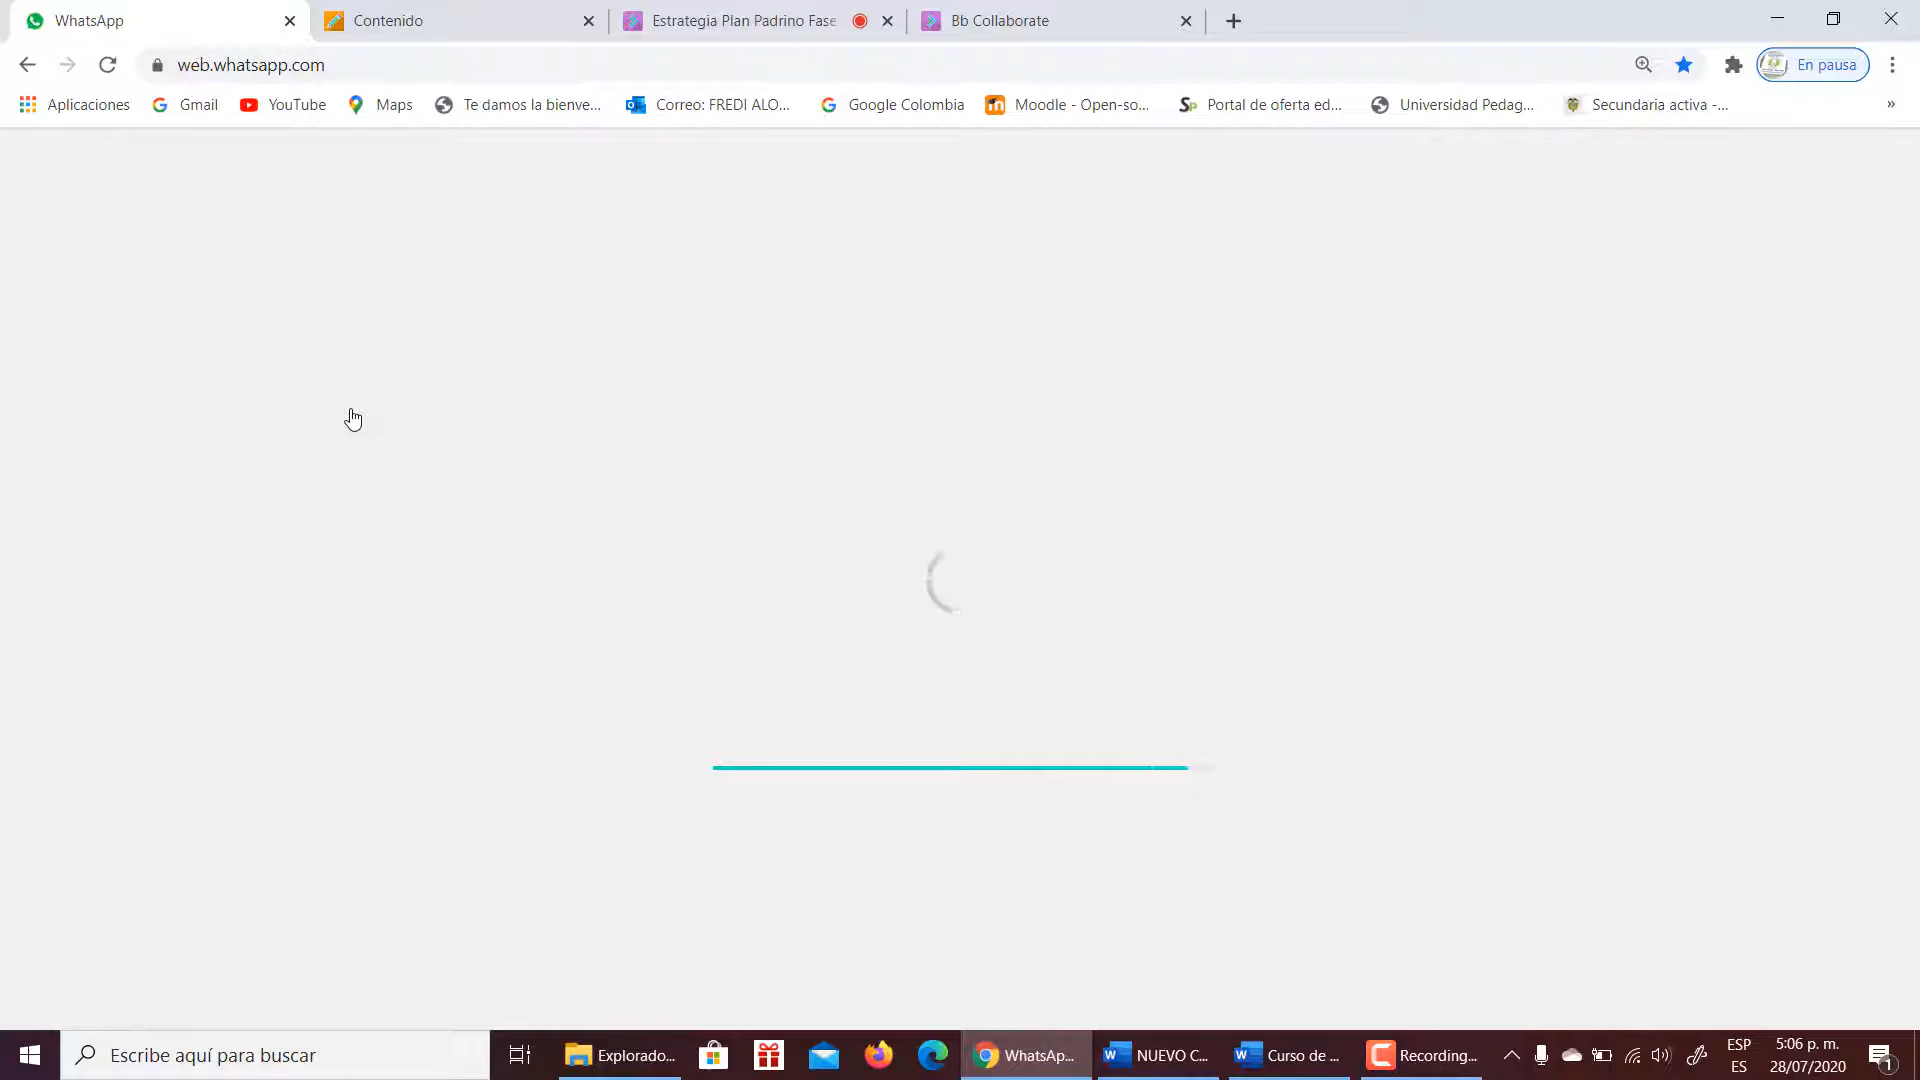 WhatsApp
Contenido
Estrategia Plan Padrino Fase
Bb Collaborate
web.whatsapp.com
En pausa
Aplicaciones
Gmail
YouTube
Maps
Te damos la bienve...
Correo: FREDI ALO...
Google Colombia
Moodle - Open-so...
Portal de oferta ed...
Universidad Pedag...
Secundaria activa -...
»
Escribe aquí para buscar
Explorado...
WhatsAp...
NUEVO C...
Curso de ...
Recording...
ESP
ES
5:06 p. m.
28/07/2020
1